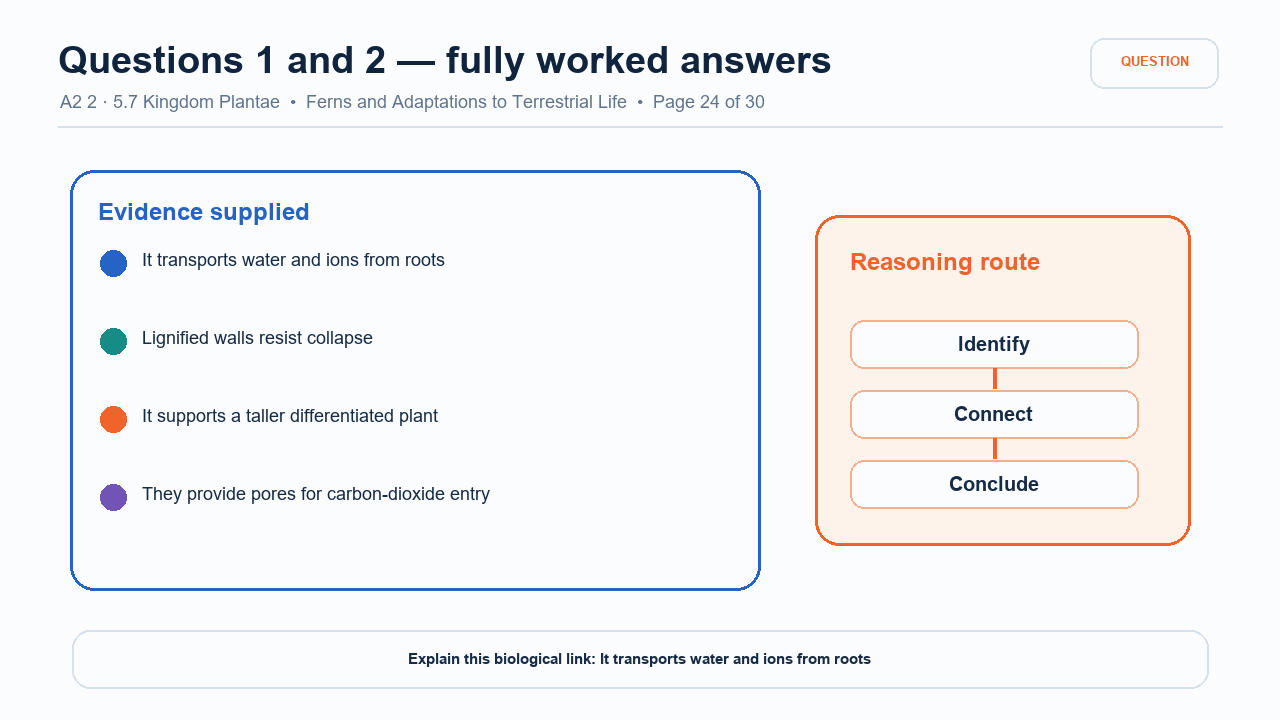 Questions 1 and 2 — fully worked answers
QUESTION
A2 2 · 5.7 Kingdom Plantae • Ferns and Adaptations to Terrestrial Life • Page 24 of 30
Evidence supplied
It transports water and ions from roots
Lignified walls resist collapse
It supports a taller differentiated plant
They provide pores for carbon-dioxide entry
Reasoning route
Identify
Connect
Conclude
Explain this biological link: It transports water and ions from roots